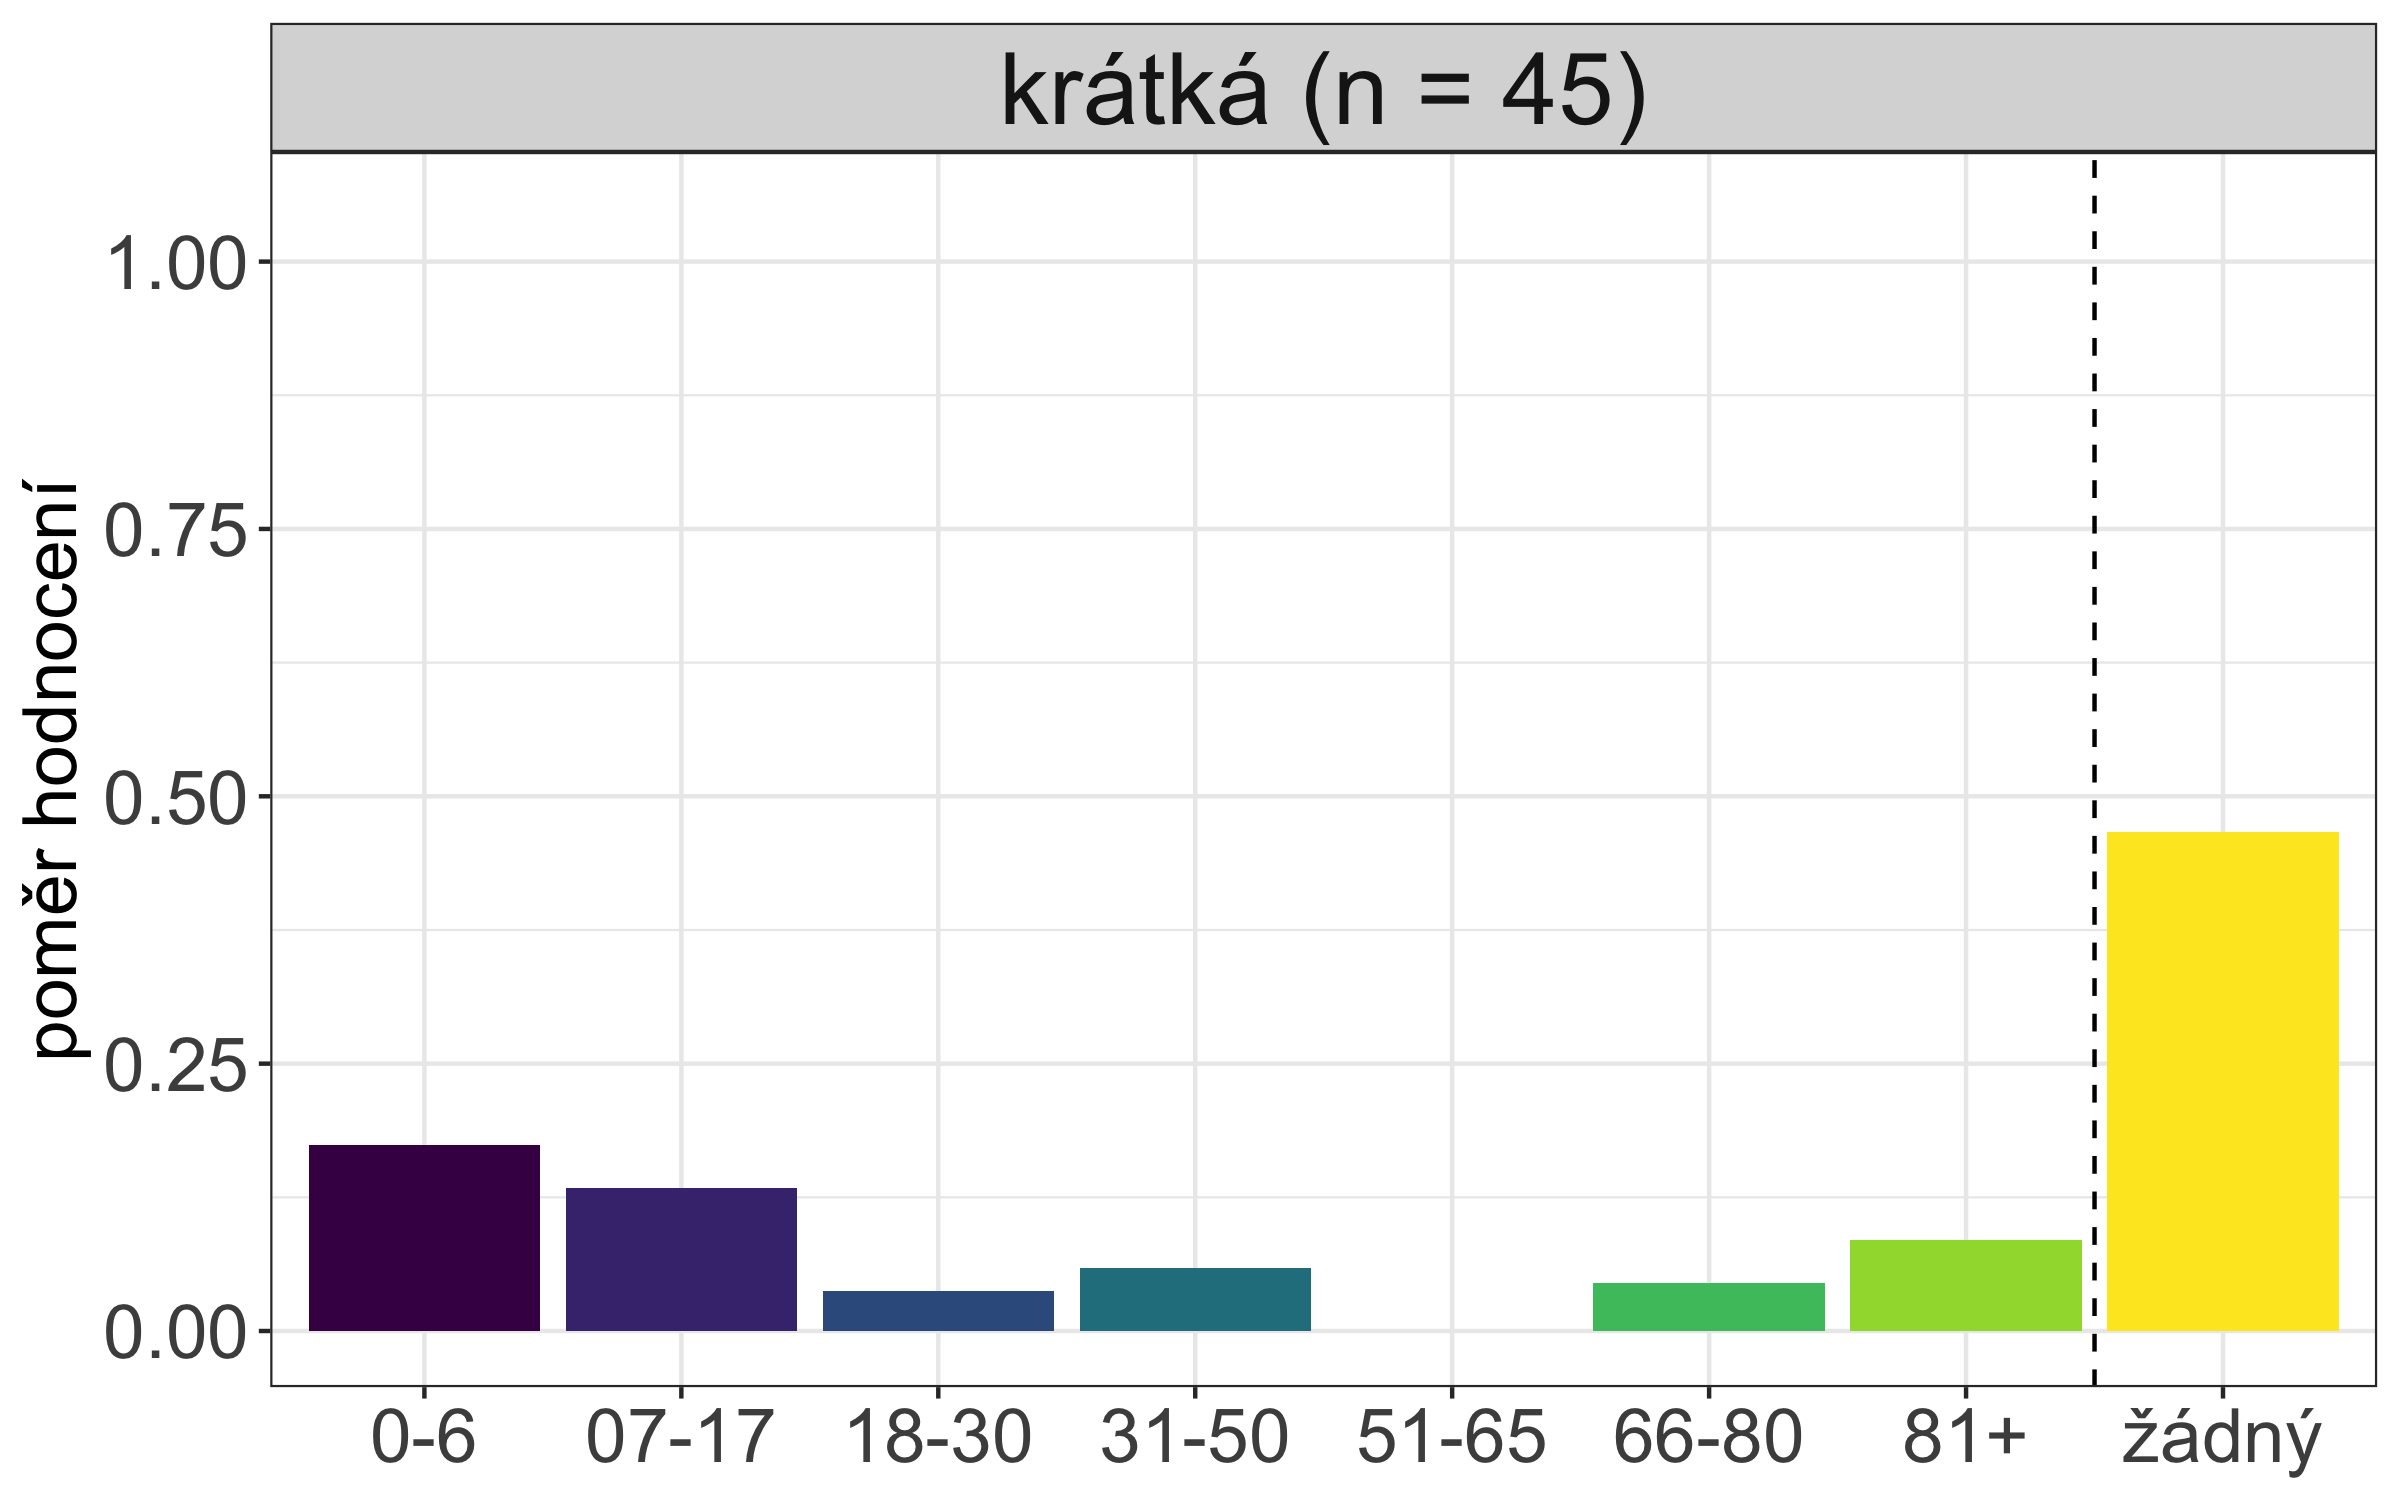 krátká (n = 45)
poměr hodnocení
1.00
0.75
0.50
0.25
0.00
0-6 07-17 18-30 31-50 51-65 66-80 81+ žádný